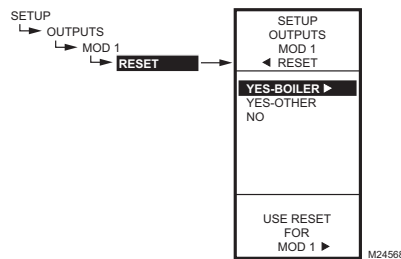 SETUP
OUTPUTS
MOD 1
RESET
SETUP
OUTPUTS
MOD 1
◄ RESET
YES-BOILER ►
YES-OTHER
NO
USE RESET
FOR
MOD 1 ►
M24568